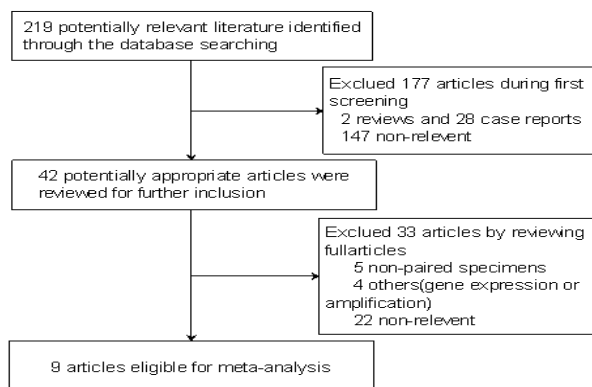 219 potentially relevant literature identified
through the database searching
Exclued 177 articles during first
screening
2 reviews and 28 case reports
147 non-relevent
42 potentially appropriate articles were
reviewed for further inclusion
Exclued 33 articles by reviewing
fullarticles
5 non-paired specimens
4 others(gene expression or
amplification)
22 non-relevent
9 articles eligible for meta-analysis